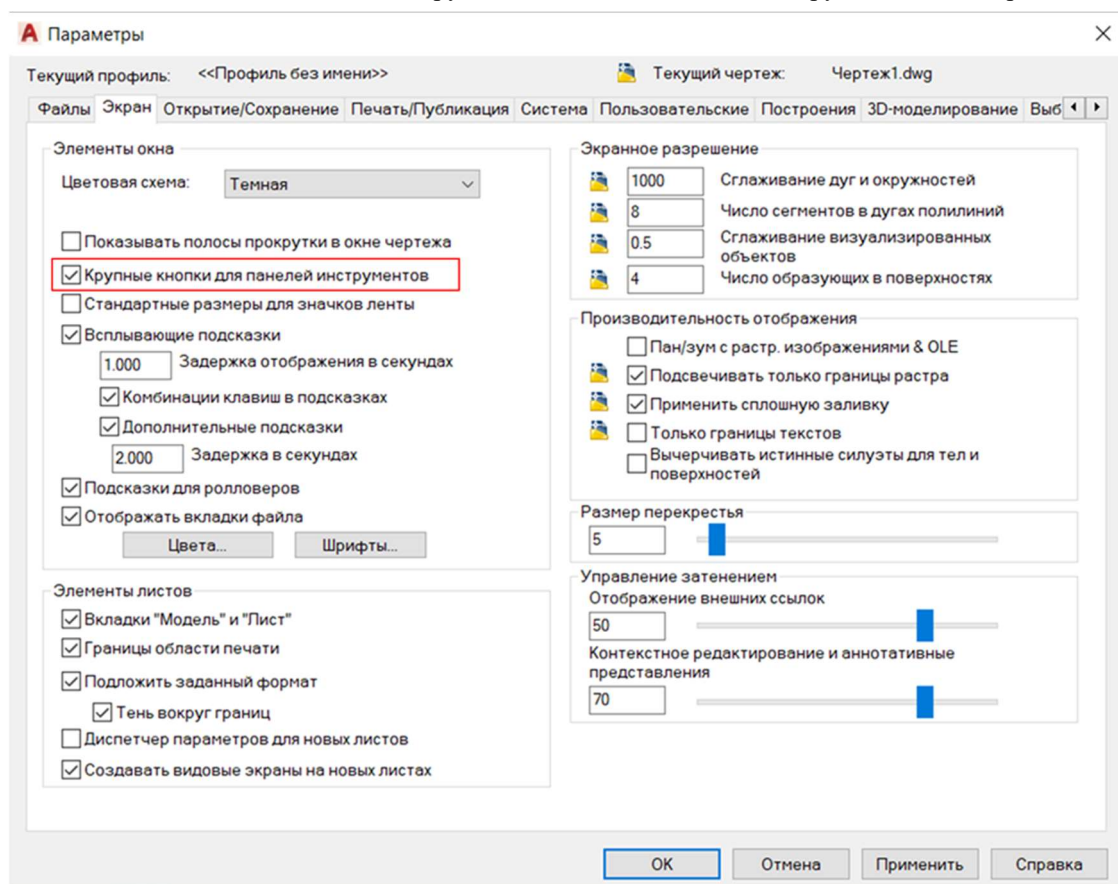 Параметры
Текущий профиль: <<Профиль без имени>> Текущий чертеж: Чертеж1.dwg
Файлы Экран Открытие/Сохранение Печать/Публикация Система Пользовательские Построения 3D-моделирование Выб
Элементы окна
Цветовая схема: Темная
Показывать полосы прокрутки в окне чертежа
Крупные кнопки для панелей инструментов
Стандартные размеры для значков ленты
Всплывающие подсказки
1.000 Задержка отображения в секундах
Комбинации клавиш в подсказках
Дополнительные подсказки
2.000 Задержка в секундах
Подсказки для ролловеров
Отображать вкладки файла
Цвета... Шрифты...
Элементы листов
Вкладки "Модель" и "Лист"
Границы области печати
Подложить заданный формат
Тень вокруг границ
Диспетчер параметров для новых листов
Создавать видовые экраны на новых листах
Экранное разрешение
1000 Сглаживание дуг и окружностей
8 Число сегментов в дугах полилиний
0.5 Сглаживание визуализированных
объектов
4 Число образующих в поверхностях
Производительность отображения
Пан/зум с растр. изображениями & OLE
Подсвечивать только границы растра
Применить сплошную заливку
Только границы текстов
Вычерчивать истинные силуэты для тел и
поверхностей
Размер перекрестья
5
Управление затенением
Отображение внешних ссылок
50
Контекстное редактирование и аннотативные
представления
70
OK Отмена Применить Справка